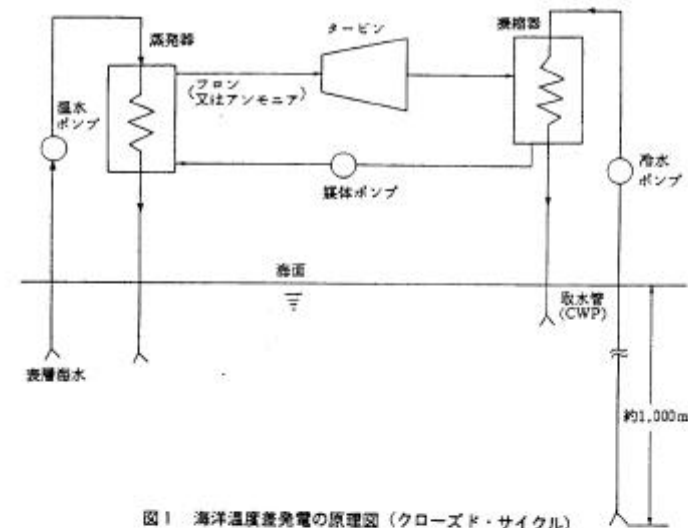 蒸発器
タービン
凝縮器
(フロン
又はアンモニア)
温水
ポンプ
冷水
ポンプ
媒体ポンプ
海面
取水管
(CWP)
表層海水
約1,000m
図1 海洋温度差発電の原理図(クローズド・サイクル)